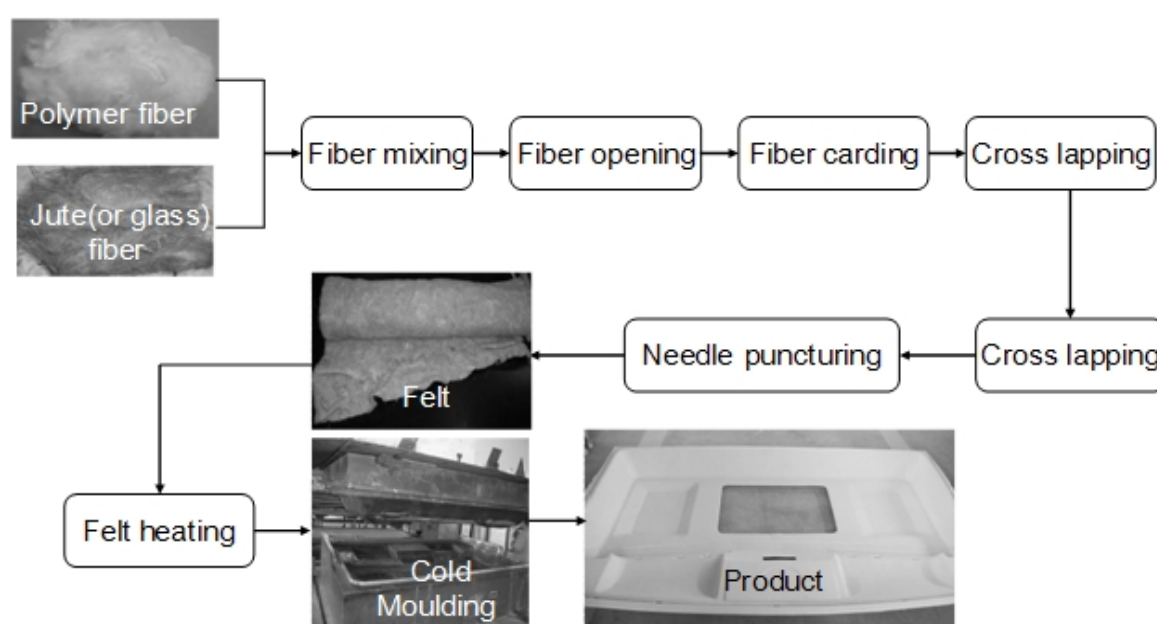 Polymer fiber
Jute(or glass)
fiber
Fiber mixing
Fiber opening
Fiber carding
Cross lapping
Cross lapping
Needle puncturing
Felt
Felt heating
Cold
Moulding
Product